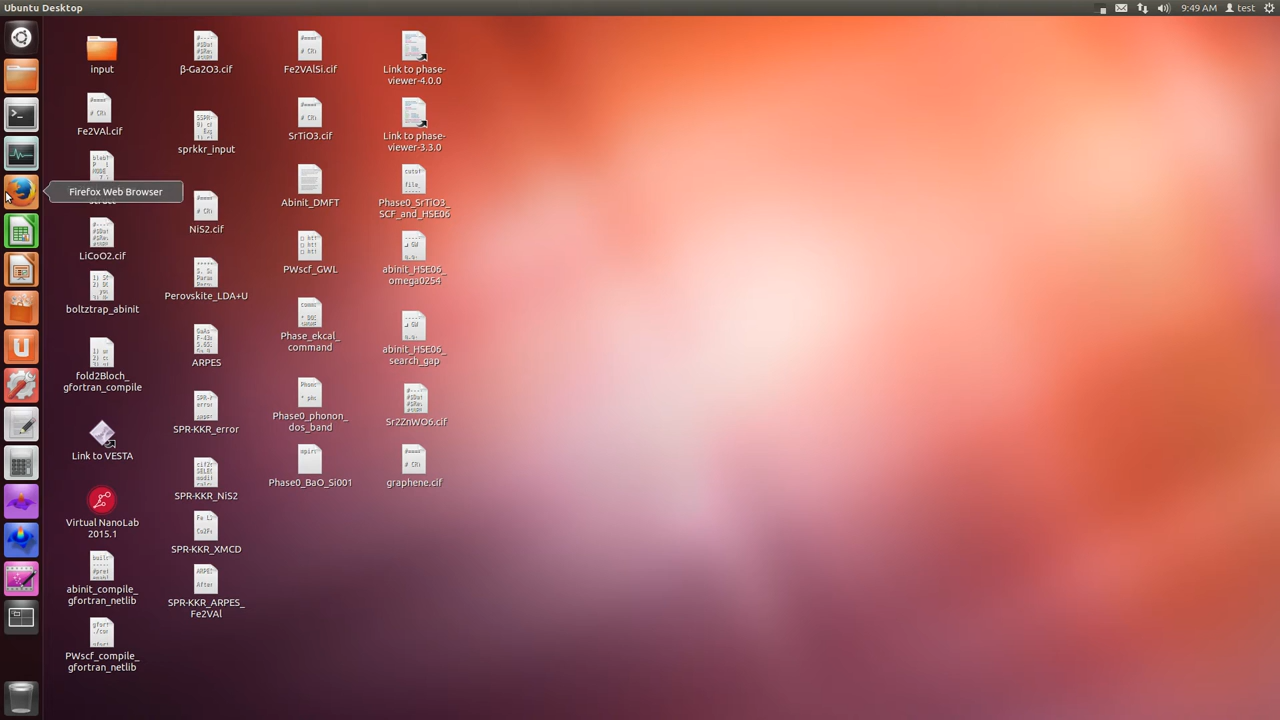 Ubuntu Desktop
9:49 AM
test
Firefox Web Browser
input
Fe2VAl.cif
LiCoO2.cif
boltztrap_abinit
fold2Bloch_
gfortran_compile
Link to VESTA
Virtual NanoLab
2015.1
abinit_compile_
gfortran_netlib
PWscf_compile_
gfortran_netlib
β-Ga2O3.cif
sprkkr_input
NiS2.cif
Perovskite_LDA+U
ARPES
SPR-KKR_error
SPR-KKR_NiS2
SPR-KKR_XMCD
SPR-KKR_ARPES_
Fe2VAl
Fe2VAlSi.cif
SrTiO3.cif
Abinit_DMFT
PWscf_GWL
Phase_ekcal_
command
Phase0_phonon_
dos_band
Phase0_BaO_Si001
Link to phase-
viewer-4.0.0
Link to phase-
viewer-3.3.0
Phase0_SrTiO3_
SCF_and_HSE06
abinit_HSE06_
omega0254
abinit_HSE06_
search_gap
Sr2ZnWO6.cif
graphene.cif